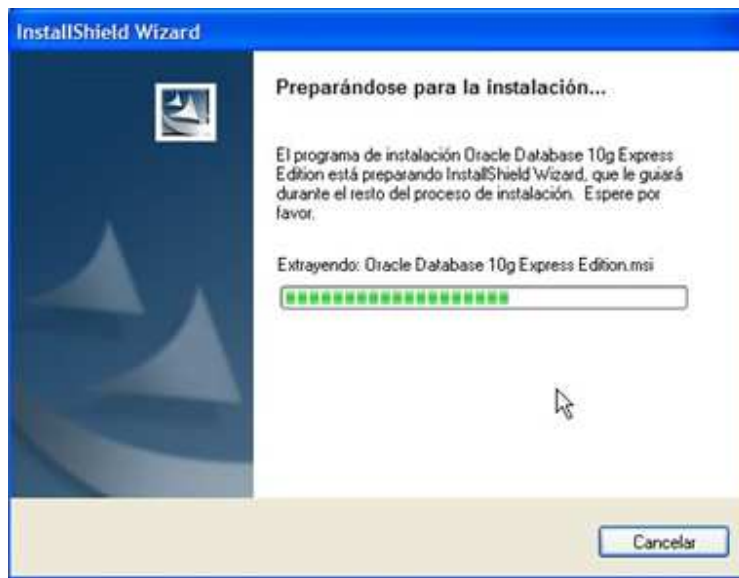 InstallShield Wizard
Preparándose para la instalación...
El programa de instalación Oracle Database 10g Express
Edition está preparando InstallShield Wizard, que le guiará
durante el resto del proceso de instalación. Espere por
favor.
Extrayendo: Oracle Database 10g Express Edition.msi
Cancelar